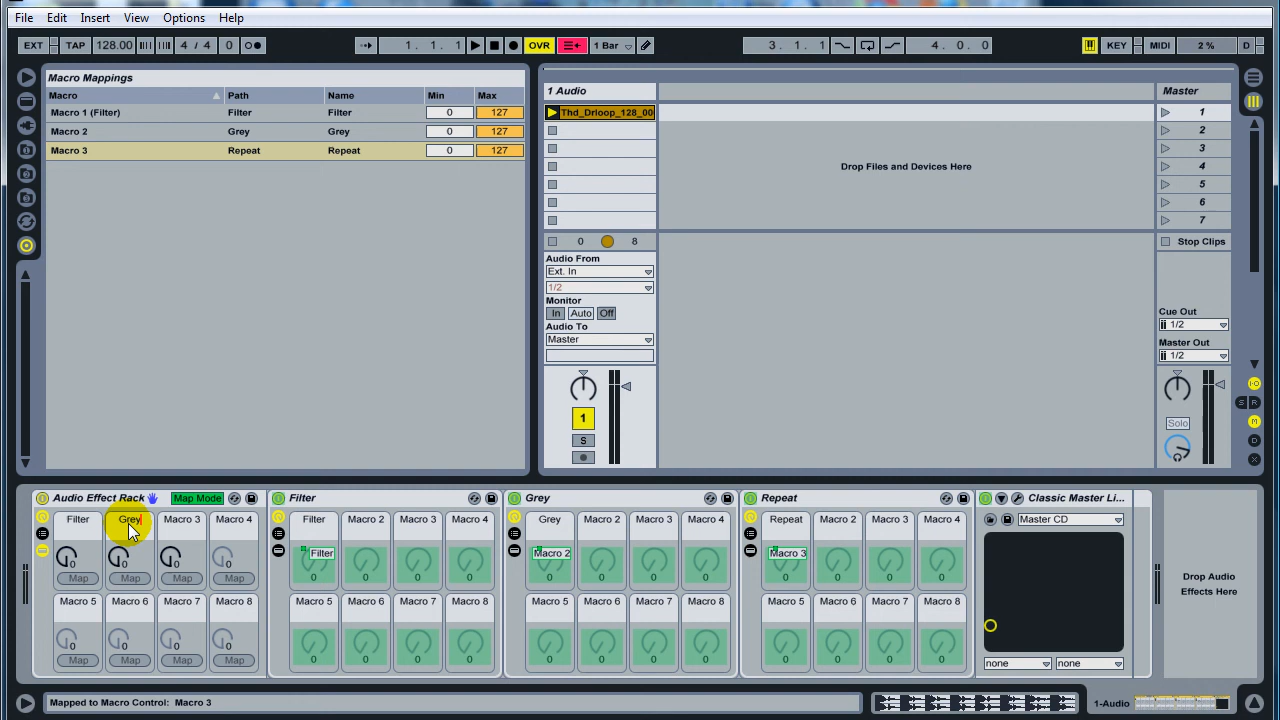 File Edit Insert View Options Help
EXT TAP 128.00 4 / 4 0 1. 1. 1 OVR 1 Bar 3. 1. 1 4. 0. 0 KEY MIDI 2 % D
Macro Mappings
Macro Path Name Min Max
Macro 1 (Filter) Filter Filter 0 127
Macro 2 Grey Grey 0 127
Macro 3 Repeat Repeat 0 127
1 Audio Master
Thd_Drloop_128_00 1
2
3
Drop Files and Devices Here 4
5
6
7
0 8 Stop Clips
Audio From
Ext. In
1/2
Monitor
In Auto Off
Audio To
Master
Cue Out
1/2
Master Out
1/2
1
S
Solo
I·O
S R
M
D
X
Audio Effect Rack Map Mode
Filter Grey Macro 3 Macro 4
0 0 0 0
Map Map Map Map
Macro 5 Macro 6 Macro 7 Macro 8
0 0 0 0
Map Map Map Map
Filter
Filter Macro 2 Macro 3 Macro 4
Filter
0 0 0 0
Macro 5 Macro 6 Macro 7 Macro 8
0 0 0 0
Grey
Grey Macro 2 Macro 3 Macro 4
Macro 2
0 0 0 0
Macro 5 Macro 6 Macro 7 Macro 8
0 0 0 0
Repeat
Repeat Macro 2 Macro 3 Macro 4
Macro 3
0 0 0 0
Macro 5 Macro 6 Macro 7 Macro 8
0 0 0 0
Classic Master Li...
Master CD
none none
Drop Audio
Effects Here
Mapped to Macro Control: Macro 3
1-Audio